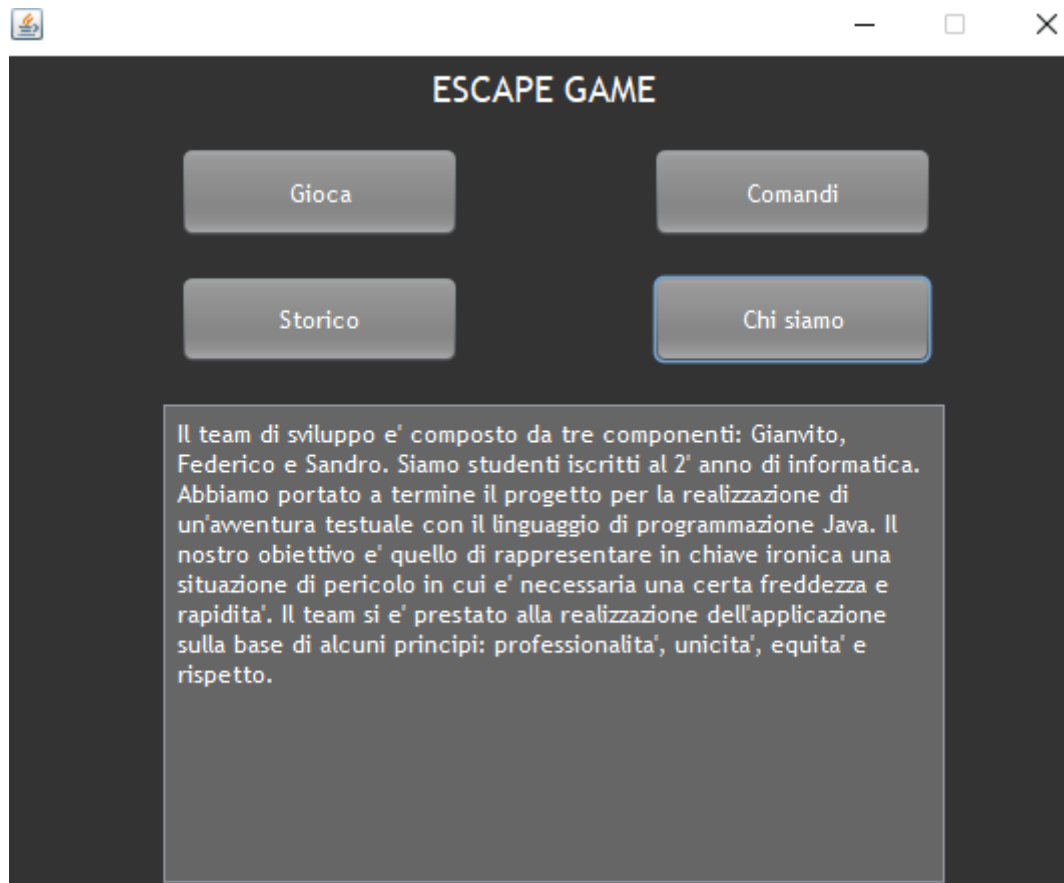 ESCAPE GAME
Gioca
Comandi
Storico
Chi siamo
Il team di sviluppo e' composto da tre componenti: Gianvito,
Federico e Sandro. Siamo studenti iscritti al 2' anno di informatica.
Abbiamo portato a termine il progetto per la realizzazione di
un'avventura testuale con il linguaggio di programmazione Java. Il
nostro obiettivo e' quello di rappresentare in chiave ironica una
situazione di pericolo in cui e' necessaria una certa freddezza e
rapidita'. Il team si e' prestato alla realizzazione dell'applicazione
sulla base di alcuni principi: professionalita', unicita', equita' e
rispetto.